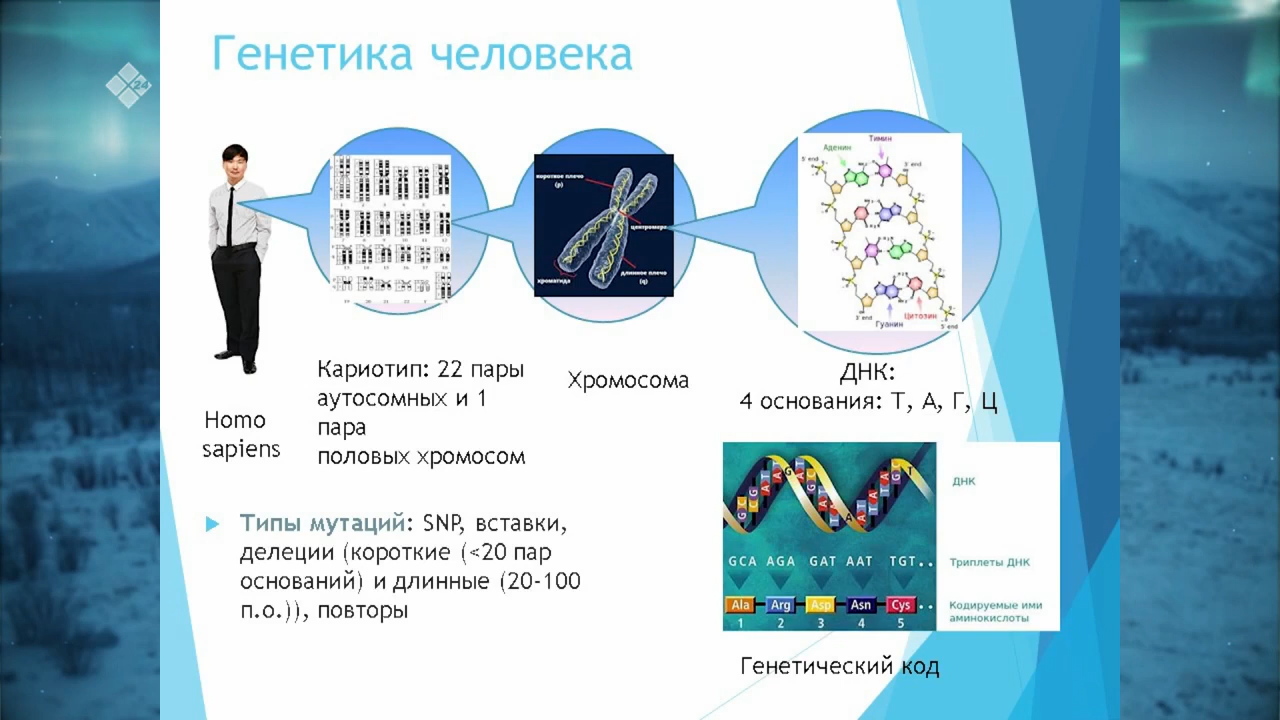 Генетика человека
24
короткое плечо
(p)
центромера
хроматида
длинное плечо
(q)
Тимин
Аденин
5' end
3' end
3' end
Гуанин
Цитозин
5' end
Homo
sapiens
Кариотип: 22 пары
аутосомных и 1
пара
половых хромосом
Хромосома
ДНК:
4 основания: Т, А, Г, Ц
Типы мутаций: SNP, вставки,
делеции (короткие (<20 пар
оснований) и длинные (20-100
п.о.)), повторы
ДНК
GCA AGA GAT AAT TGT..
Триплеты ДНК
Ala Arg Asp Asn Cys ..
1 2 3 4 5
Кодируемые ими
аминокислоты
Генетический код